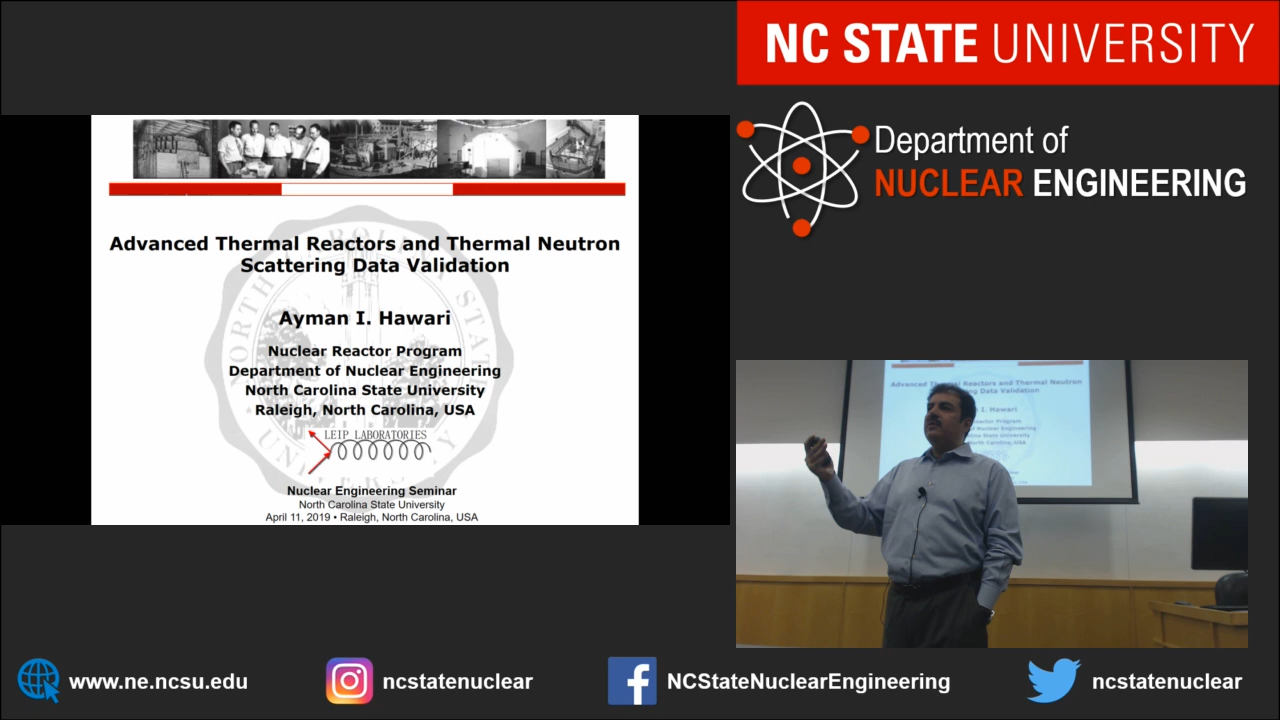 NC STATE UNIVERSITY
Department of
NUCLEAR ENGINEERING
Advanced Thermal Reactors and Thermal Neutron
Scattering Data Validation
Ayman I. Hawari
Nuclear Reactor Program
Department of Nuclear Engineering
North Carolina State University
Raleigh, North Carolina, USA
LEIP LABORATORIES
Nuclear Engineering Seminar
North Carolina State University
April 11, 2019 • Raleigh, North Carolina, USA
www.ne.ncsu.edu
ncstatenuclear
NCStateNuclearEngineering
ncstatenuclear